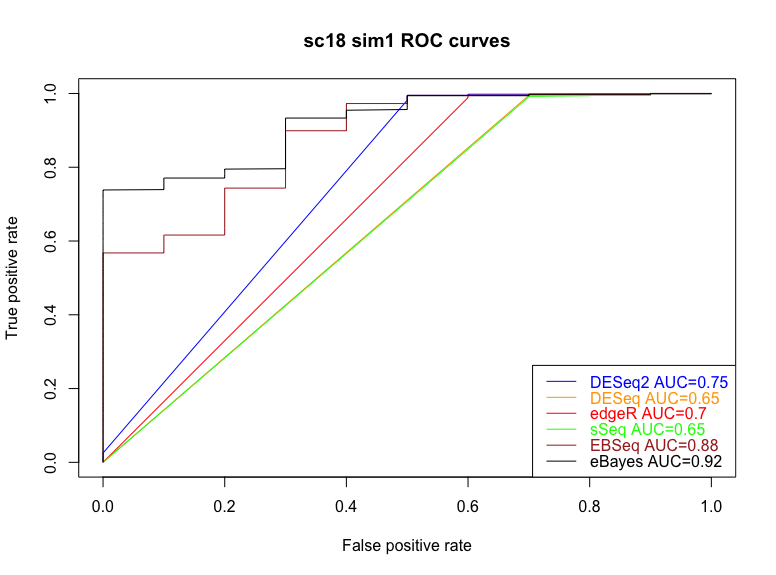 sc18 sim1 ROC curves
True positive rate
1.0
0.8
0.6
0.4
0.2
0.0
DESeq2 AUC=0.75
DESeq AUC=0.65
edgeR AUC=0.7
sSeq AUC=0.65
EBSeq AUC=0.88
eBayes AUC=0.92
0.0 0.2 0.4 0.6 0.8 1.0
False positive rate